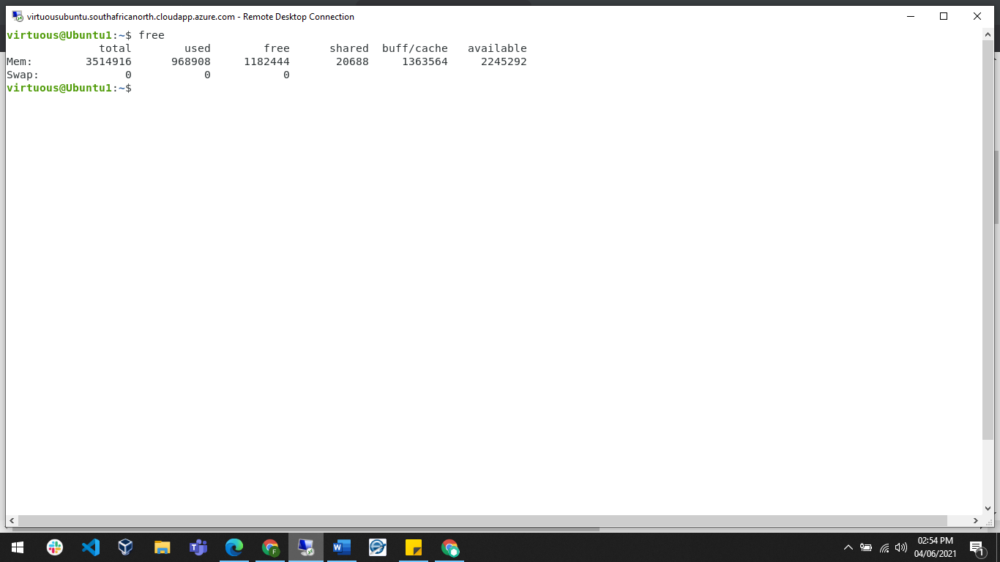 virtuousubuntu.southafricanorth.cloudapp.azure.com - Remote Desktop Connection
virtuous@Ubuntu1:~$ free
              total        used        free      shared  buff/cache   available
Mem:        3514916      968908     1182444       20688     1363564     2245292
Swap:             0           0           0
virtuous@Ubuntu1:~$
F
W
02:54 PM
04/06/2021
1